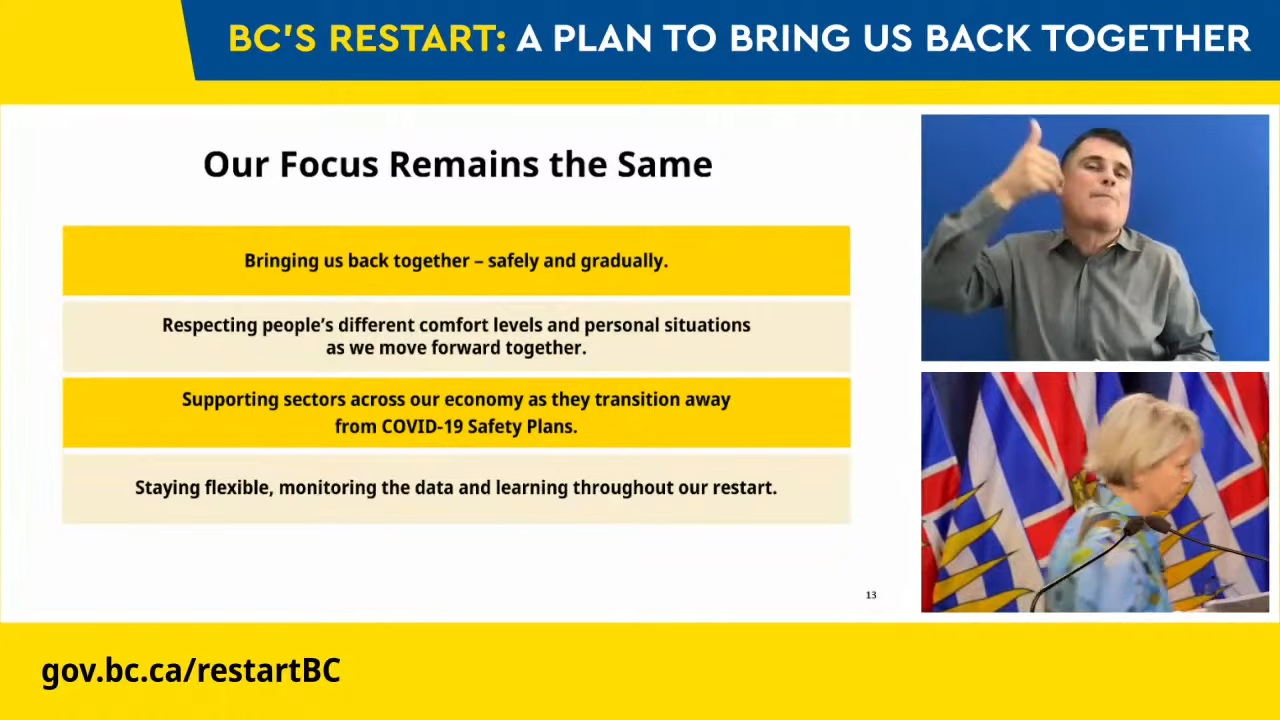 BC'S RESTART: A PLAN TO BRING US BACK TOGETHER
Our Focus Remains the Same
Bringing us back together – safely and gradually.
Respecting people's different comfort levels and personal situations
as we move forward together.
Supporting sectors across our economy as they transition away
from COVID-19 Safety Plans.
Staying flexible, monitoring the data and learning throughout our restart.
13
gov.bc.ca/restartBC